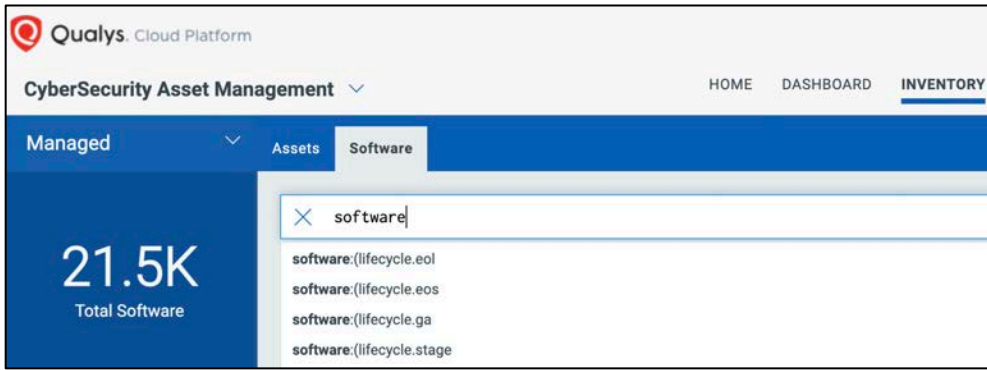 Qualys. Cloud Platform
CyberSecurity Asset Management
HOME DASHBOARD INVENTORY
Managed
Assets Software
software
21.5K
Total Software
software:(lifecycle.eol
software:(lifecycle.eos
software:(lifecycle.ga
software:(lifecycle.stage